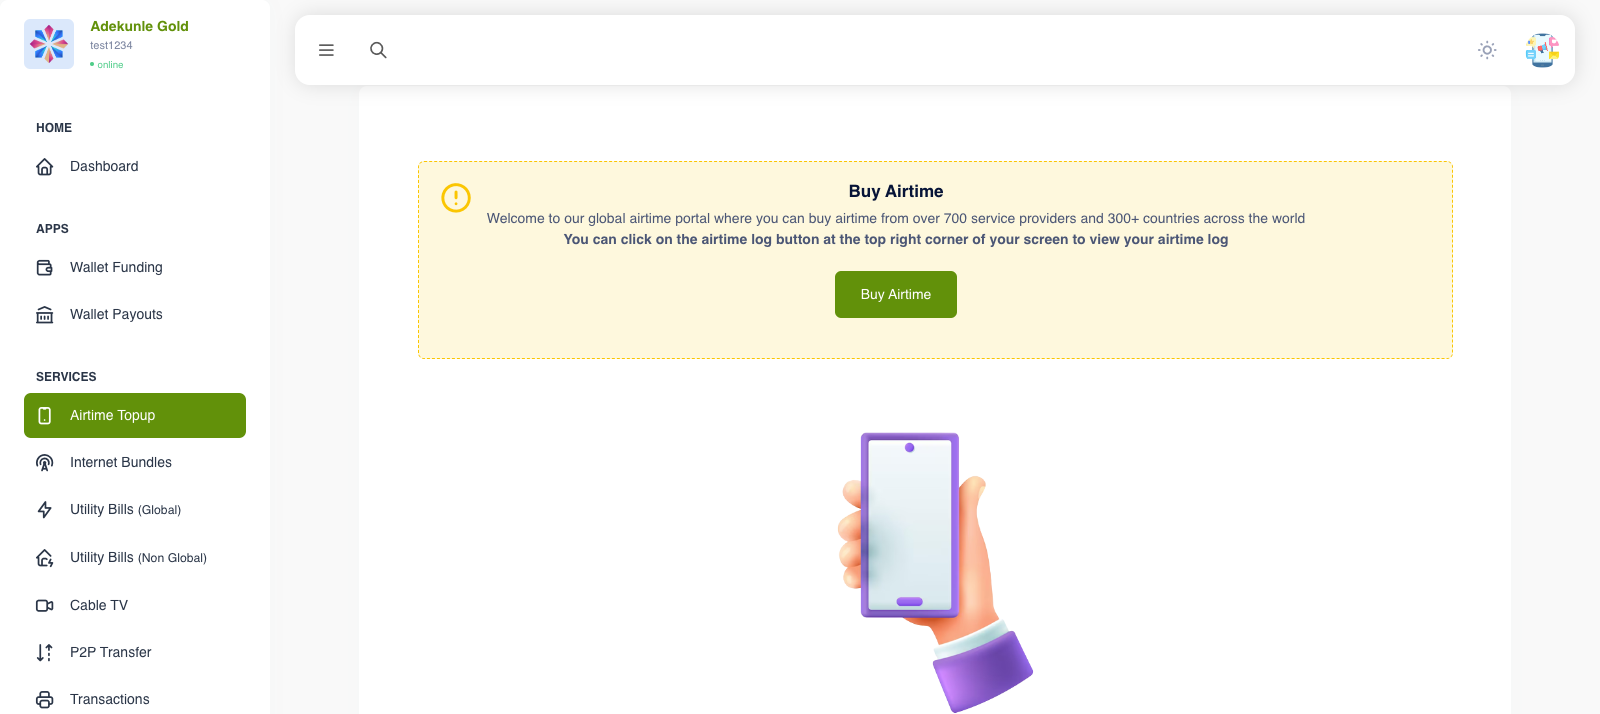 Adekunle Gold
test1234
online
HOME
Dashboard
APPS
Wallet Funding
Wallet Payouts
SERVICES
Airtime Topup
Internet Bundles
Utility Bills (Global)
Utility Bills (Non Global)
Cable TV
P2P Transfer
Transactions
Buy Airtime
Welcome to our global airtime portal where you can buy airtime from over 700 service providers and 300+ countries across the world
You can click on the airtime log button at the top right corner of your screen to view your airtime log
Buy Airtime